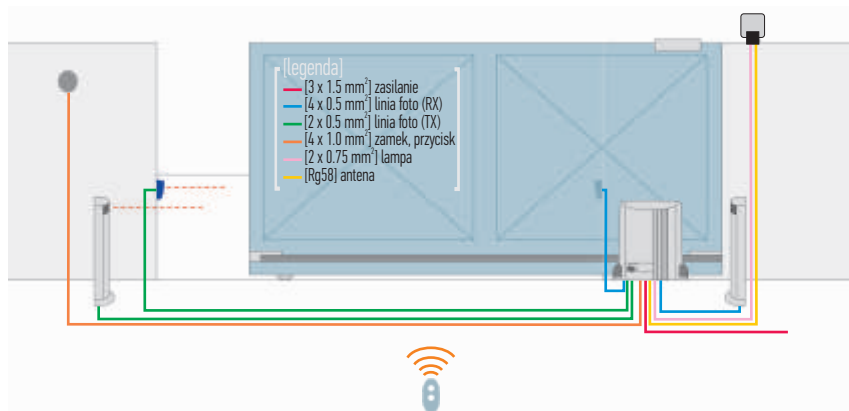 [legenda]
[3 x 1.5 mm²] zasilanie
[4 x 0.5 mm²] linia foto (RX)
[2 x 0.5 mm²] linia foto (TX)
[4 x 1.0 mm²] zamek, przycisk
[2 x 0.75 mm²] lampa
[Rg58] antena